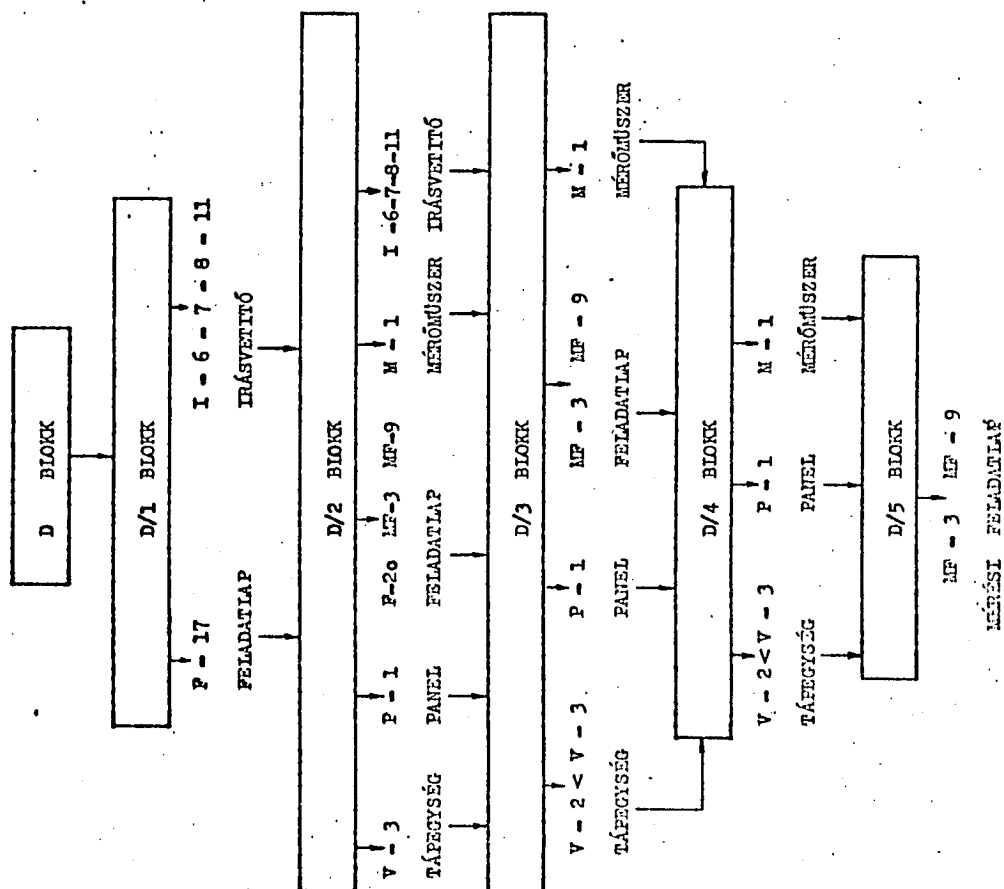 D BLOKK
D/1 BLOKK
F - 17 I - 6 - 7 - 8 - 11
FELADATLAP IRÁSVETITŐ
D/2 BLOKK
V - 3 P - 1 F-2o MF-3 MF-9 M - 1 I -6-7-8-11
TÁPEGYSÉG PANEL FELADATLAP MÉRŐMÜSZER IRÁSVETITŐ
D/3 BLOKK
V - 2 < V - 3 P - 1 MF - 3 MF - 9 M - 1
TÁPEGYSÉG PANEL FELADATLAP MÉRŐMÜSZER
D/4 BLOKK
V - 2 < V - 3 P - 1 M - 1
TÁPEGYSÉG PANEL MÉRŐMÜSZER
D/5 BLOKK
MF - 3 MF - 9
MÉRÉSI FELADATLAP